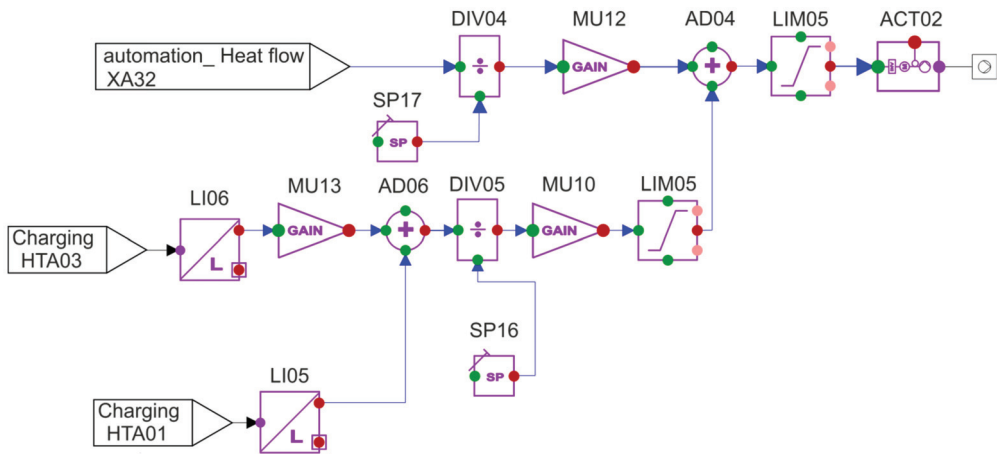 DIV04
MU12
AD04
LIM05
ACT02
automation_ Heat flow
XA32
÷
GAIN
+
SP17
SP
LI06
MU13
AD06
DIV05
MU10
LIM05
Charging
HTA03
L
GAIN
+
÷
GAIN
SP16
SP
LI05
Charging
HTA01
L